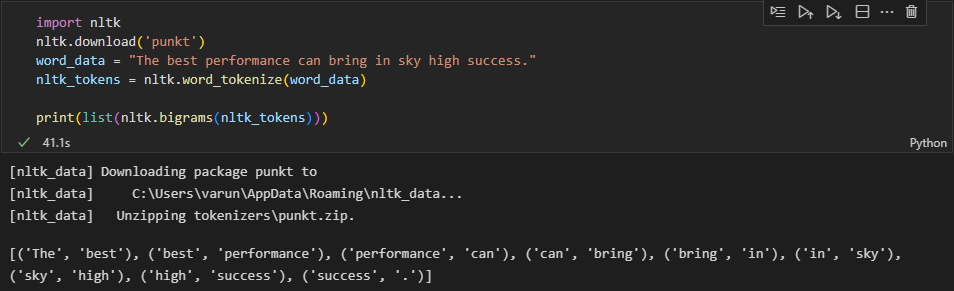 import nltk
nltk.download('punkt')
word_data = "The best performance can bring in sky high success."
nltk_tokens = nltk.word_tokenize(word_data)
print(list(nltk.bigrams(nltk_tokens)))
41.1s Python
[nltk_data] Downloading package punkt to
[nltk_data]     C:\Users\varun\AppData\Roaming\nltk_data...
[nltk_data]   Unzipping tokenizers\punkt.zip.
[('The', 'best'), ('best', 'performance'), ('performance', 'can'), ('can', 'bring'), ('bring', 'in'), ('in', 'sky'),
('sky', 'high'), ('high', 'success'), ('success', '.')]